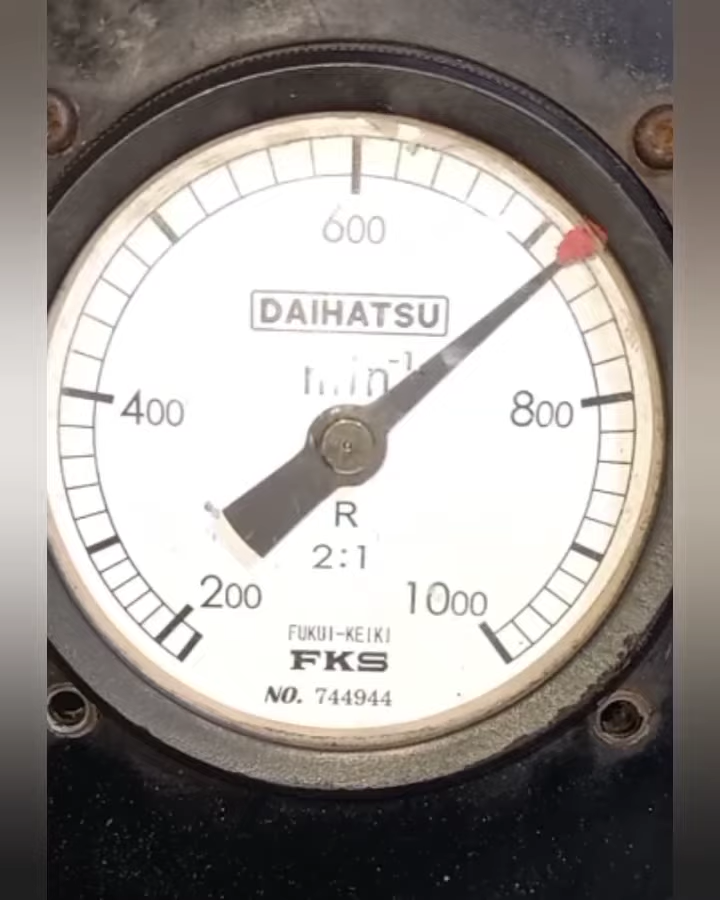 600
DAIHATSU
min-1
400
800
R
2:1
200
1000
FUKUI-KEIKI
FKS
NO. 744944